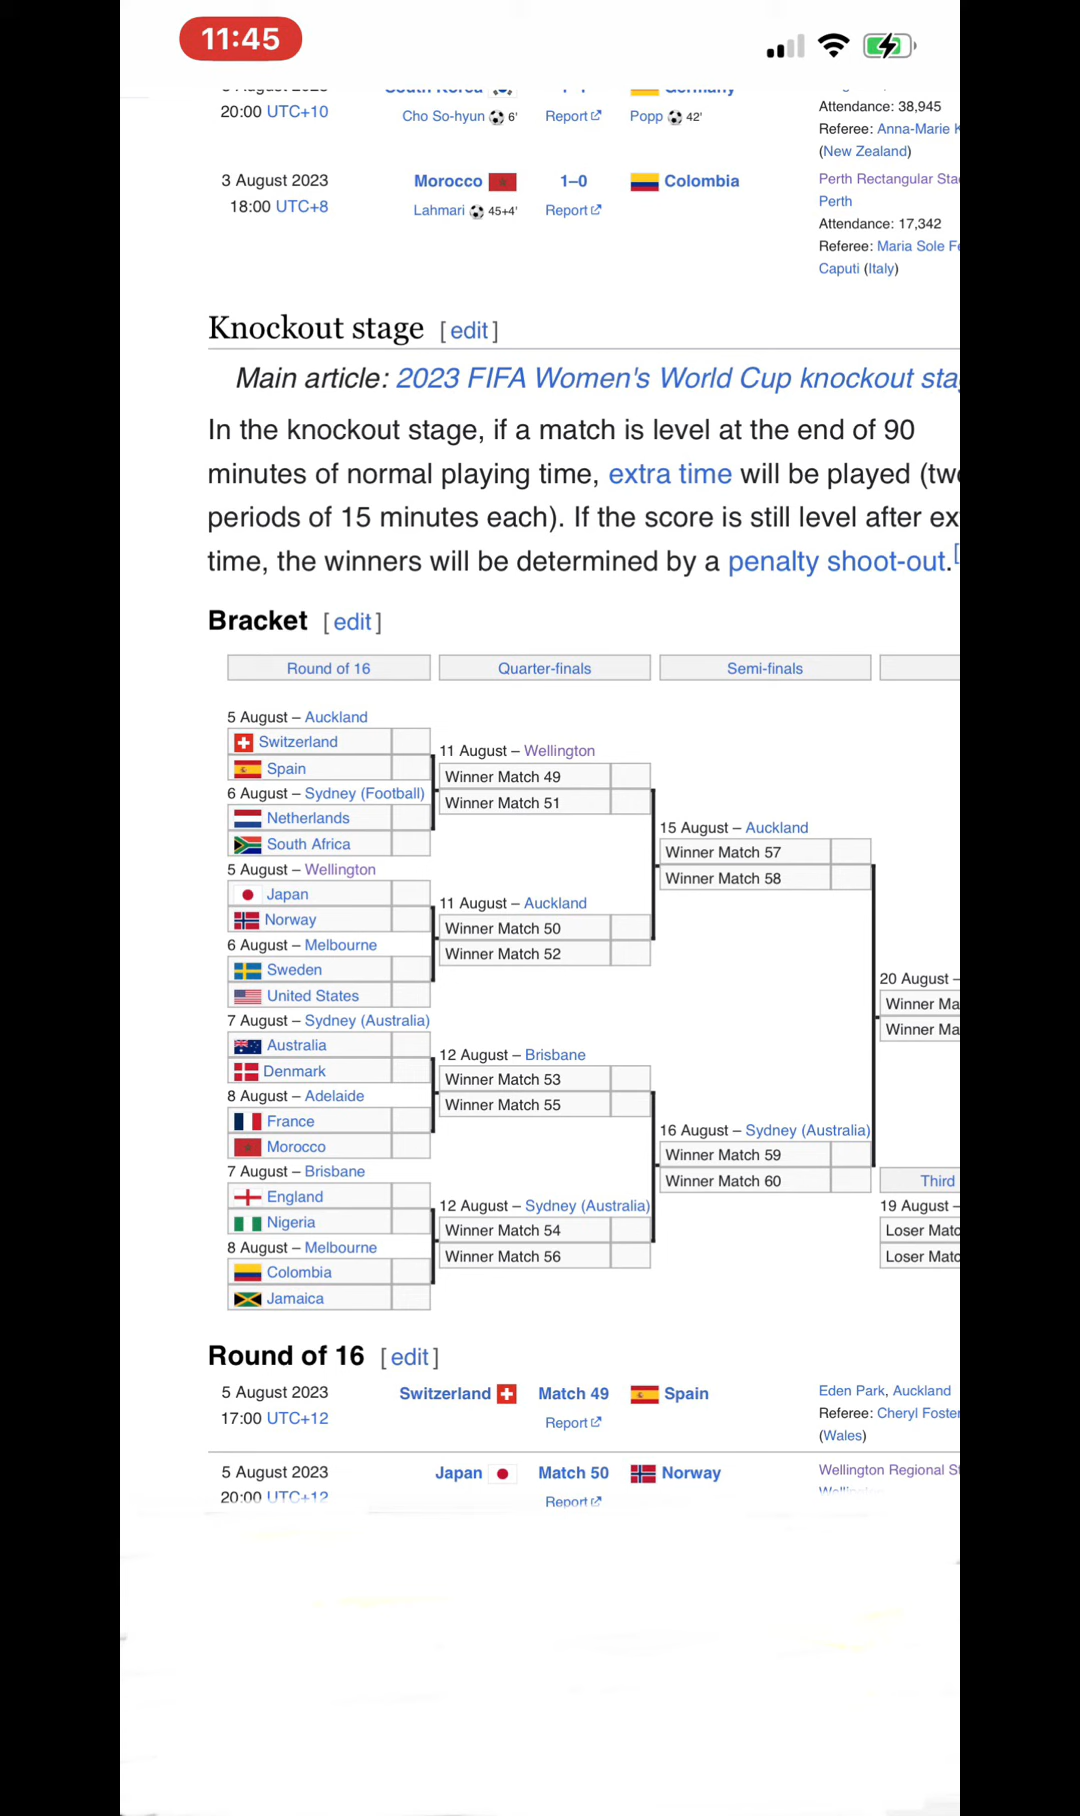 11:45
20:00 UTC+10
Cho So-hyun 6' Report Popp 42'
Attendance: 38,945
Referee: Anna-Marie
(New Zealand)
3 August 2023 Morocco 1–0 Colombia Perth Rectangular
18:00 UTC+8 Lahmari 45+4' Report Perth
Attendance: 17,342
Referee: Maria Sole
Caputi (Italy)
Knockout stage [edit]
Main article: 2023 FIFA Women's World Cup knockout
In the knockout stage, if a match is level at the end of 90
minutes of normal playing time, extra time will be played
periods of 15 minutes each). If the score is still level after
time, the winners will be determined by a penalty shoot-out.
Bracket [edit]
Round of 16 Quarter-finals Semi-finals
5 August – Auckland
Switzerland
Spain
6 August – Sydney (Football)
Netherlands
South Africa
5 August – Wellington
Japan
Norway
6 August – Melbourne
Sweden
United States
7 August – Sydney (Australia)
Australia
Denmark
8 August – Adelaide
France
Morocco
7 August – Brisbane
England
Nigeria
8 August – Melbourne
Colombia
Jamaica
11 August – Wellington
Winner Match 49
Winner Match 51
11 August – Auckland
Winner Match 50
Winner Match 52
12 August – Brisbane
Winner Match 53
Winner Match 55
12 August – Sydney (Australia)
Winner Match 54
Winner Match 56
15 August – Auckland
Winner Match 57
Winner Match 58
16 August – Sydney (Australia)
Winner Match 59
Winner Match 60
20 August –
Winner
Winner
Third
19 August –
Loser
Loser
Round of 16 [edit]
5 August 2023 Switzerland Match 49 Spain Eden Park, Auckland
17:00 UTC+12 Report Referee: Cheryl Foster
(Wales)
5 August 2023 Japan Match 50 Norway Wellington Regional
20:00 UTC+12 Report